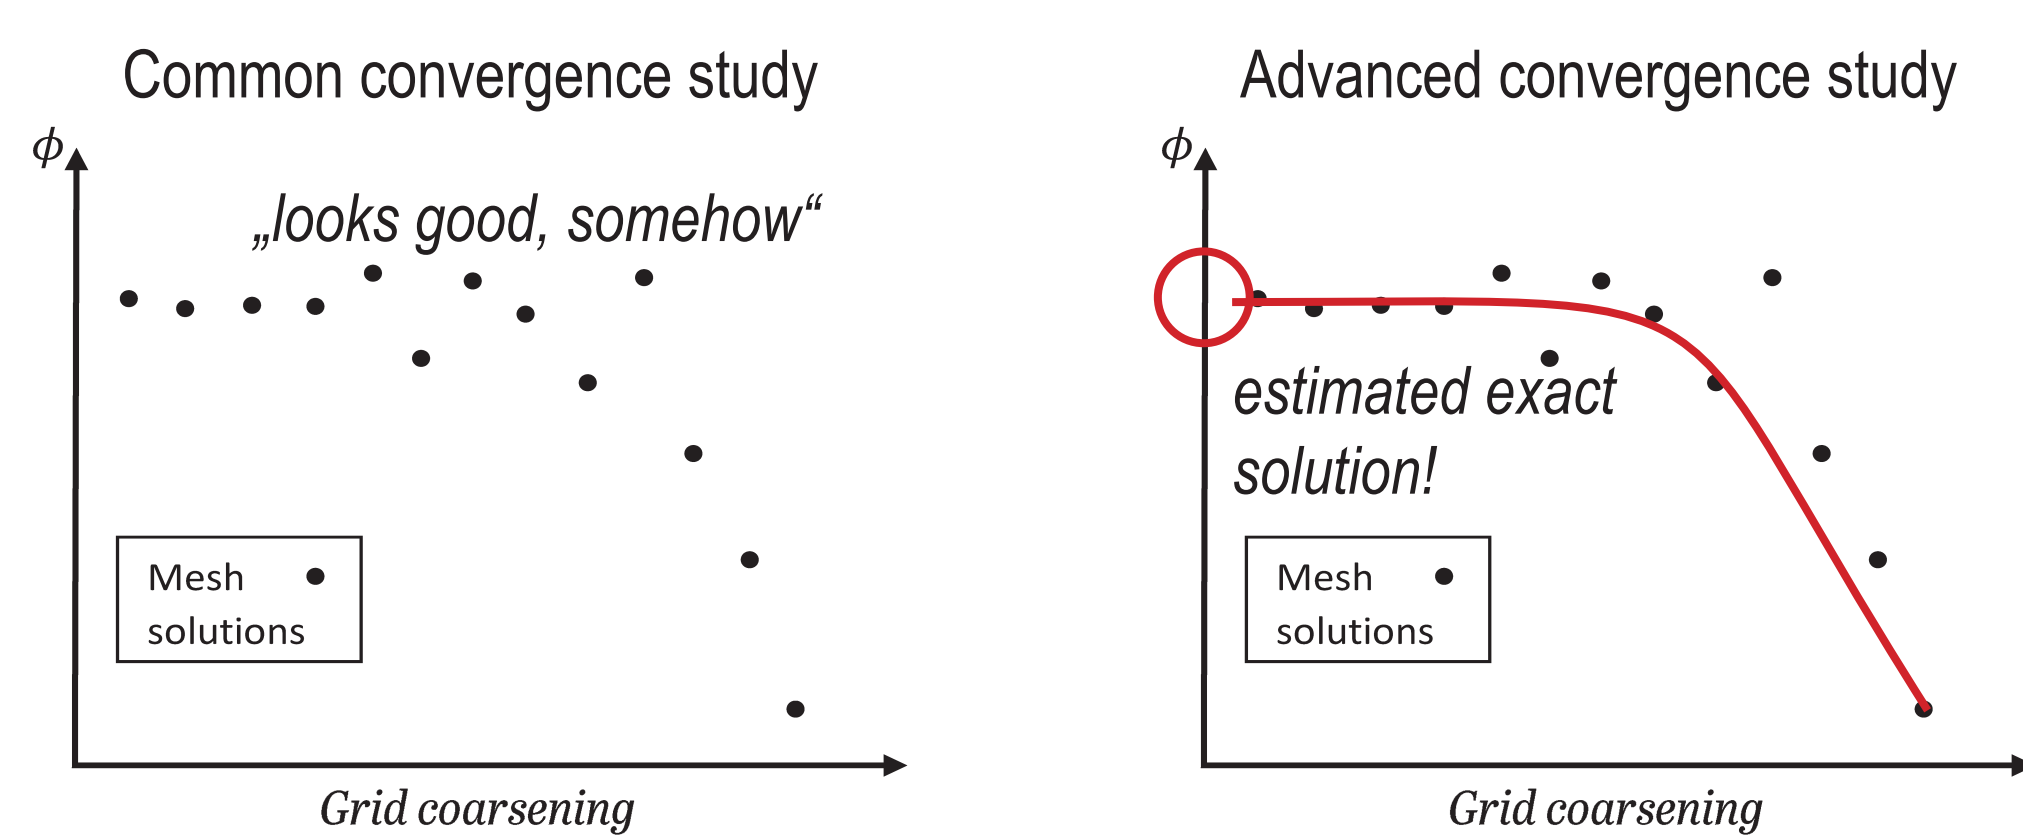 Common convergence study
ϕ
„looks good, somehow“
Mesh
solutions
Grid coarsening
Advanced convergence study
ϕ
estimated exact
solution!
Mesh
solutions
Grid coarsening